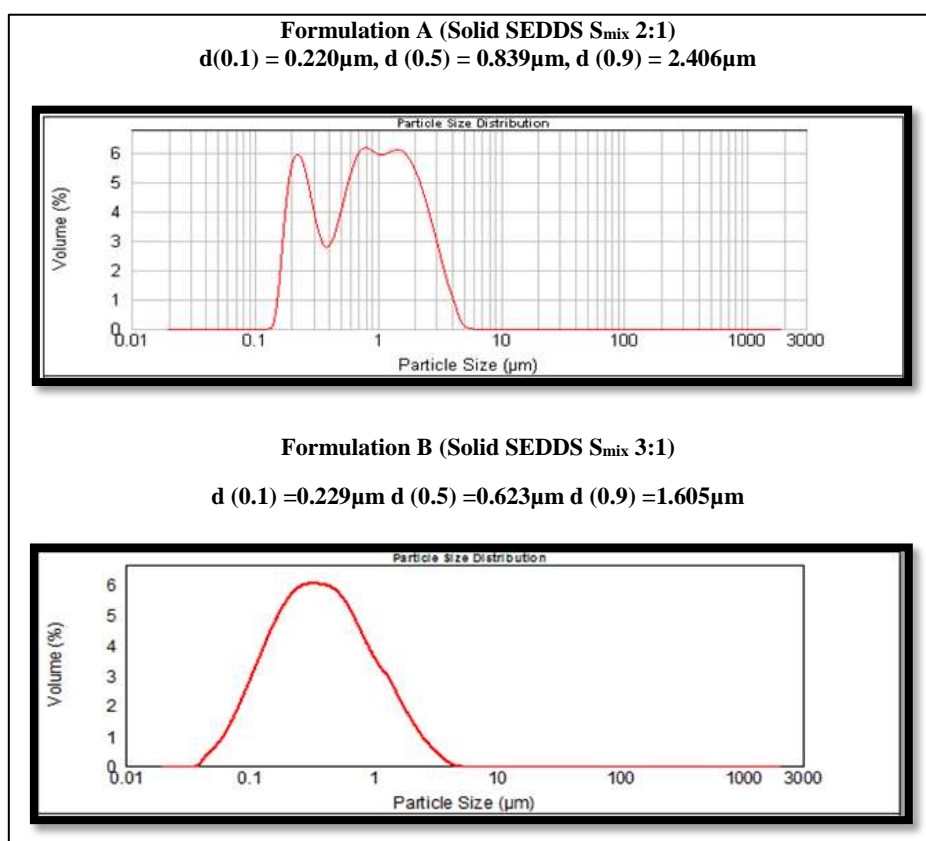 Formulation A (Solid SEDDS Smix 2:1)
d(0.1) = 0.220µm, d (0.5) = 0.839µm, d (0.9) = 2.406µm
Particle Size Distribution
6
5
4
3
2
1
0
Volume (%)
0.01 0.1 1 10 100 1000 3000
Particle Size (µm)
Formulation B (Solid SEDDS Smix 3:1)
d (0.1) =0.229µm d (0.5) =0.623µm d (0.9) =1.605µm
Particle Size Distribution
6
5
4
3
2
1
0
Volume (%)
0.01 0.1 1 10 100 1000 3000
Particle Size (µm)